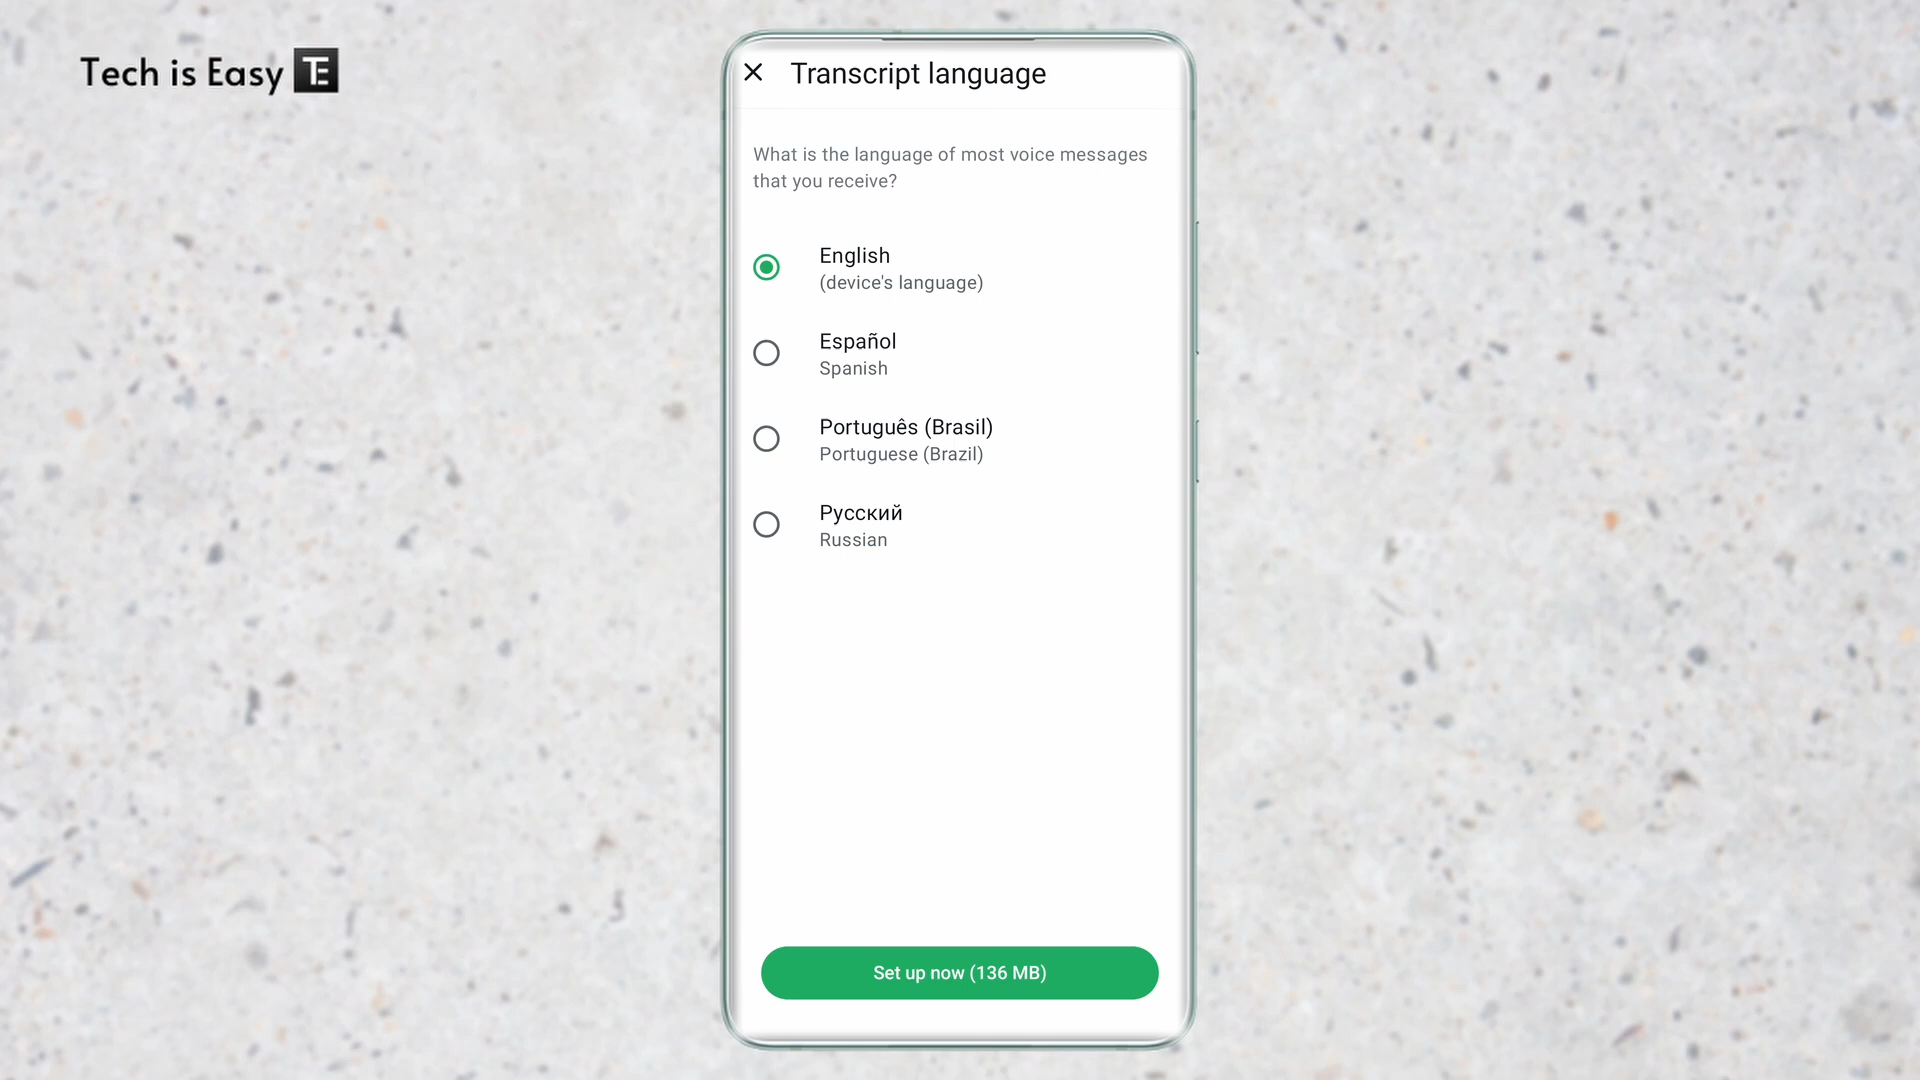 Tech is Easy TE
Transcript language
What is the language of most voice messages
that you receive?
English
(device's language)
Español
Spanish
Português (Brasil)
Portuguese (Brazil)
Русский
Russian
Set up now (136 MB)